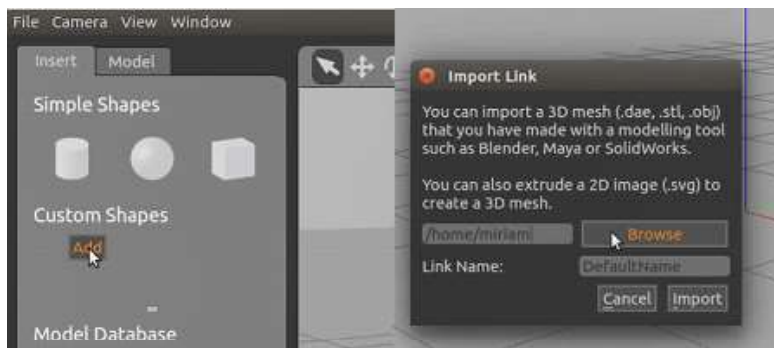 File Camera View Window
Insert Model
Simple Shapes
Custom Shapes
Add
Model Database
Import Link
You can import a 3D mesh (.dae, .stl, .obj)
that you have made with a modelling tool
such as Blender, Maya or SolidWorks.
You can also extrude a 2D image (.svg) to
create a 3D mesh.
/home/miriam Browse
Link Name: DefaultName
Cancel Import